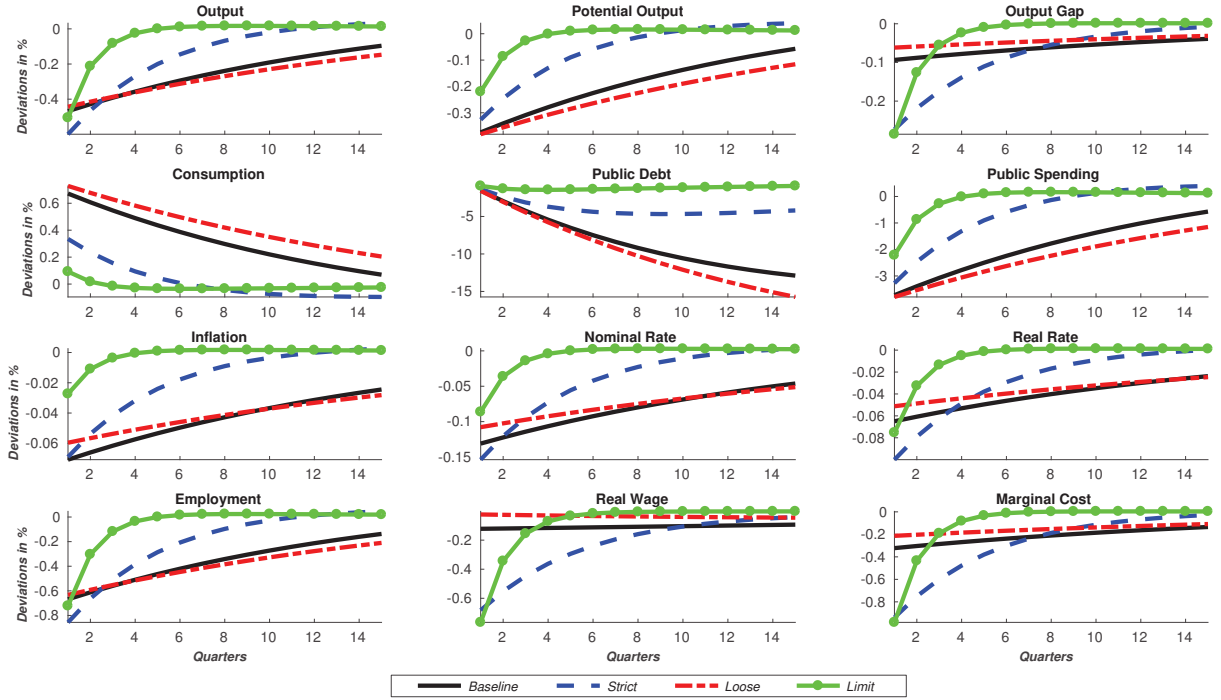 Output
Deviations in %
0
-0.2
-0.4
2 4 6 8 10 12 14
Potential Output
0
-0.1
-0.2
-0.3
2 4 6 8 10 12 14
Output Gap
0
-0.1
-0.2
2 4 6 8 10 12 14
Consumption
Deviations in %
0.6
0.4
0.2
0
2 4 6 8 10 12 14
Public Debt
-5
-10
-15
2 4 6 8 10 12 14
Public Spending
0
-1
-2
-3
2 4 6 8 10 12 14
Inflation
Deviations in %
0
-0.02
-0.04
-0.06
2 4 6 8 10 12 14
Nominal Rate
0
-0.05
-0.1
-0.15
2 4 6 8 10 12 14
Real Rate
0
-0.02
-0.04
-0.06
-0.08
2 4 6 8 10 12 14
Employment
Deviations in %
0
-0.2
-0.4
-0.6
-0.8
2 4 6 8 10 12 14
Quarters
Real Wage
-0.2
-0.4
-0.6
2 4 6 8 10 12 14
Quarters
Marginal Cost
0
-0.2
-0.4
-0.6
-0.8
2 4 6 8 10 12 14
Quarters
Baseline Strict Loose Limit